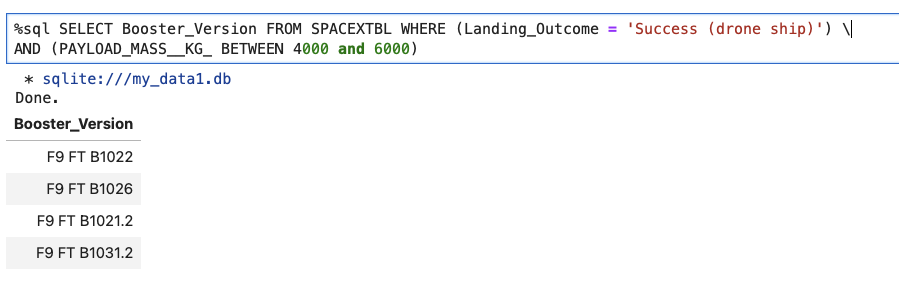 %sql SELECT Booster_Version FROM SPACEXTBL WHERE (Landing_Outcome = 'Success (drone ship)') \
AND (PAYLOAD_MASS__KG_ BETWEEN 4000 and 6000)
* sqlite:///my_data1.db
Done.
Booster_Version
F9 FT B1022
F9 FT B1026
F9 FT B1021.2
F9 FT B1031.2